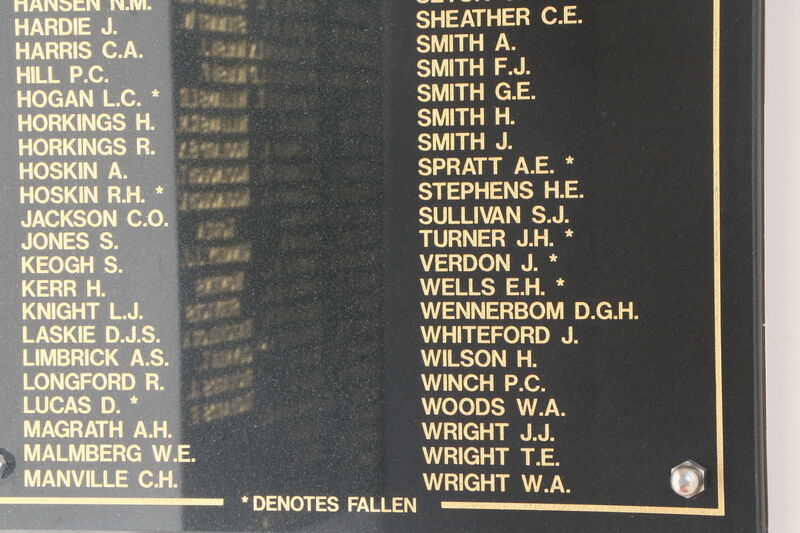 HANSEN N.M.
HARDIE J.
HARRIS C.A.
HILL P.C.
HOGAN L.C. *
HORKINGS H.
HORKINGS R.
HOSKIN A.
HOSKIN R.H. *
JACKSON C.O.
JONES S.
KEOGH S.
KERR H.
KNIGHT L.J.
LASKIE D.J.S.
LIMBRICK A.S.
LONGFORD R.
LUCAS D. *
MAGRATH A.H.
MALMBERG W.E.
MANVILLE C.H.
SHEATHER C.E.
SMITH A.
SMITH F.J.
SMITH G.E.
SMITH H.
SMITH J.
SPRATT A.E. *
STEPHENS H.E.
SULLIVAN S.J.
TURNER J.H. *
VERDON J. *
WELLS E.H. *
WENNERBOM D.G.H.
WHITEFORD J.
WILSON H.
WINCH P.C.
WOODS W.A.
WRIGHT J.J.
WRIGHT T.E.
WRIGHT W.A.
* DENOTES FALLEN